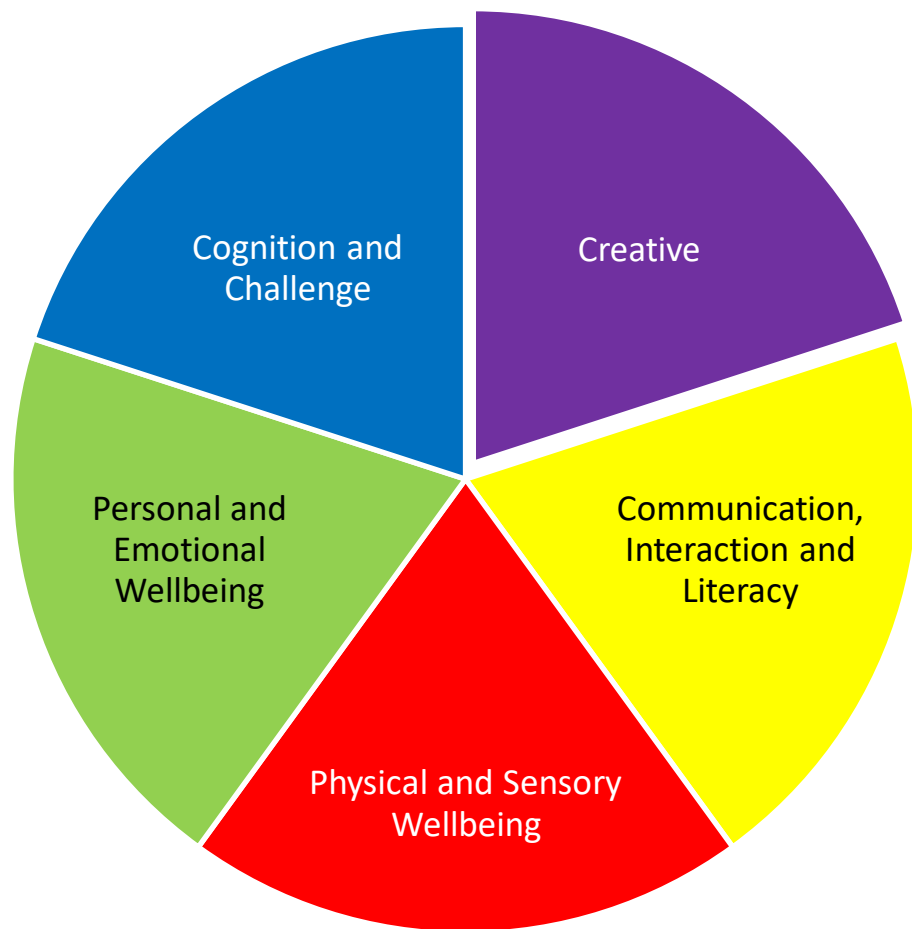 Cognition and
Challenge
Creative
Personal and
Emotional
Wellbeing
Communication,
Interaction and
Literacy
Physical and Sensory
Wellbeing